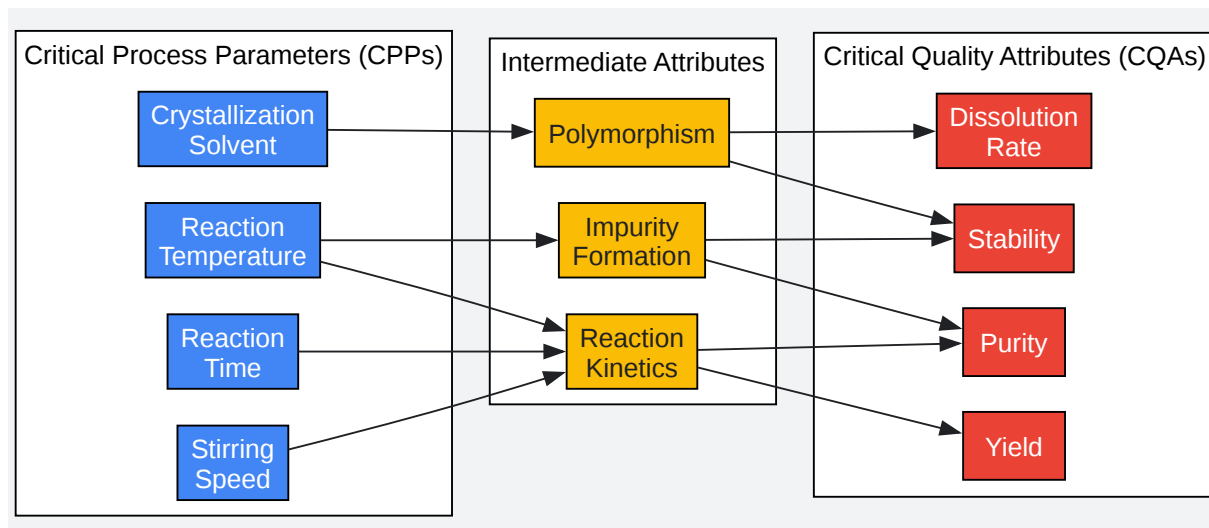 Critical Process Parameters (CPPs)
Crystallization
Solvent
Reaction
Temperature
Reaction
Time
Stirring
Speed
Intermediate Attributes
Polymorphism
Impurity
Formation
Reaction
Kinetics
Critical Quality Attributes (CQAs)
Dissolution
Rate
Stability
Purity
Yield